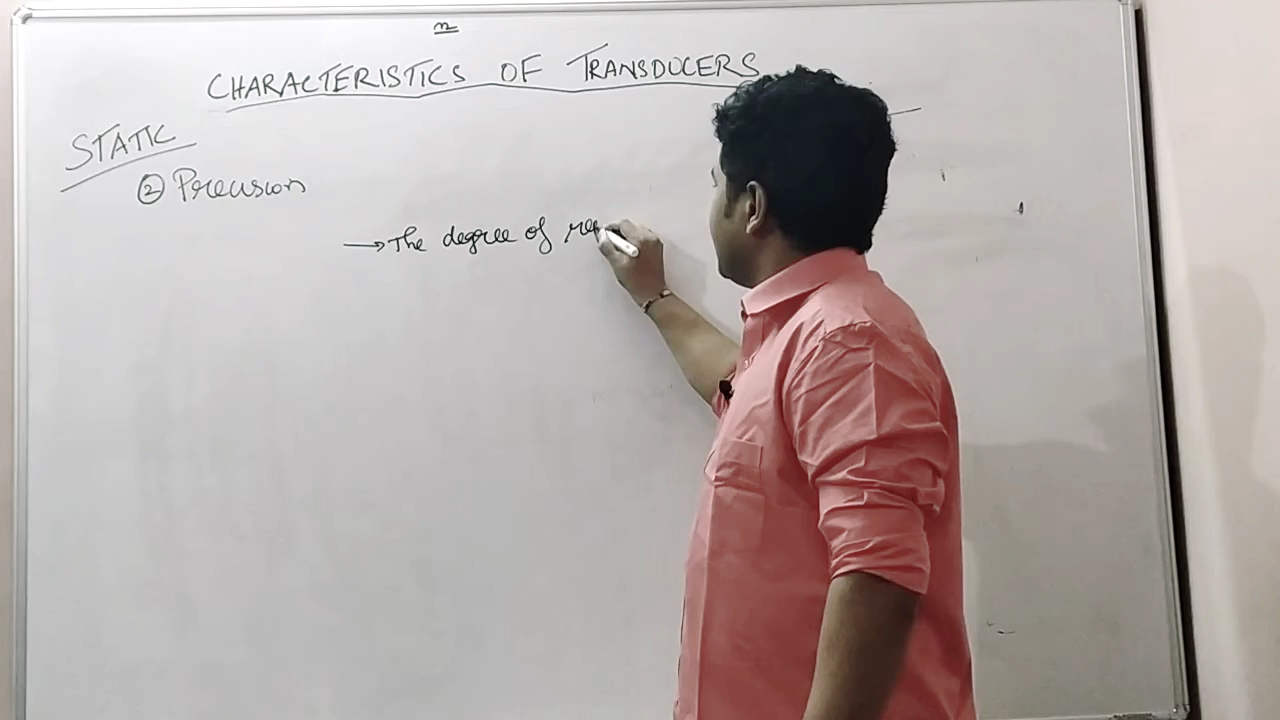 CHARACTERISTICS OF TRANSDUCERS
STATIC
② Precision
→ The degree of re